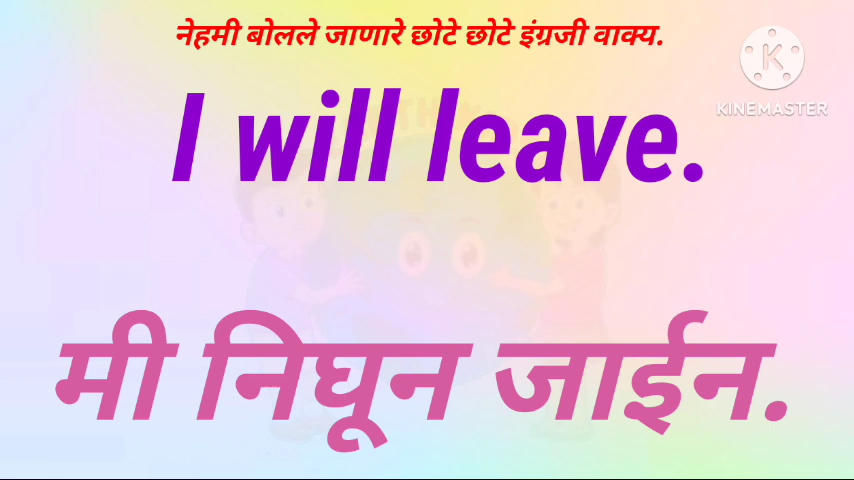 नेहमी बोलले जाणारे छोटे छोटे इंग्रजी वाक्य.
KINEMASTER
I will leave.
मी निघून जाईन.